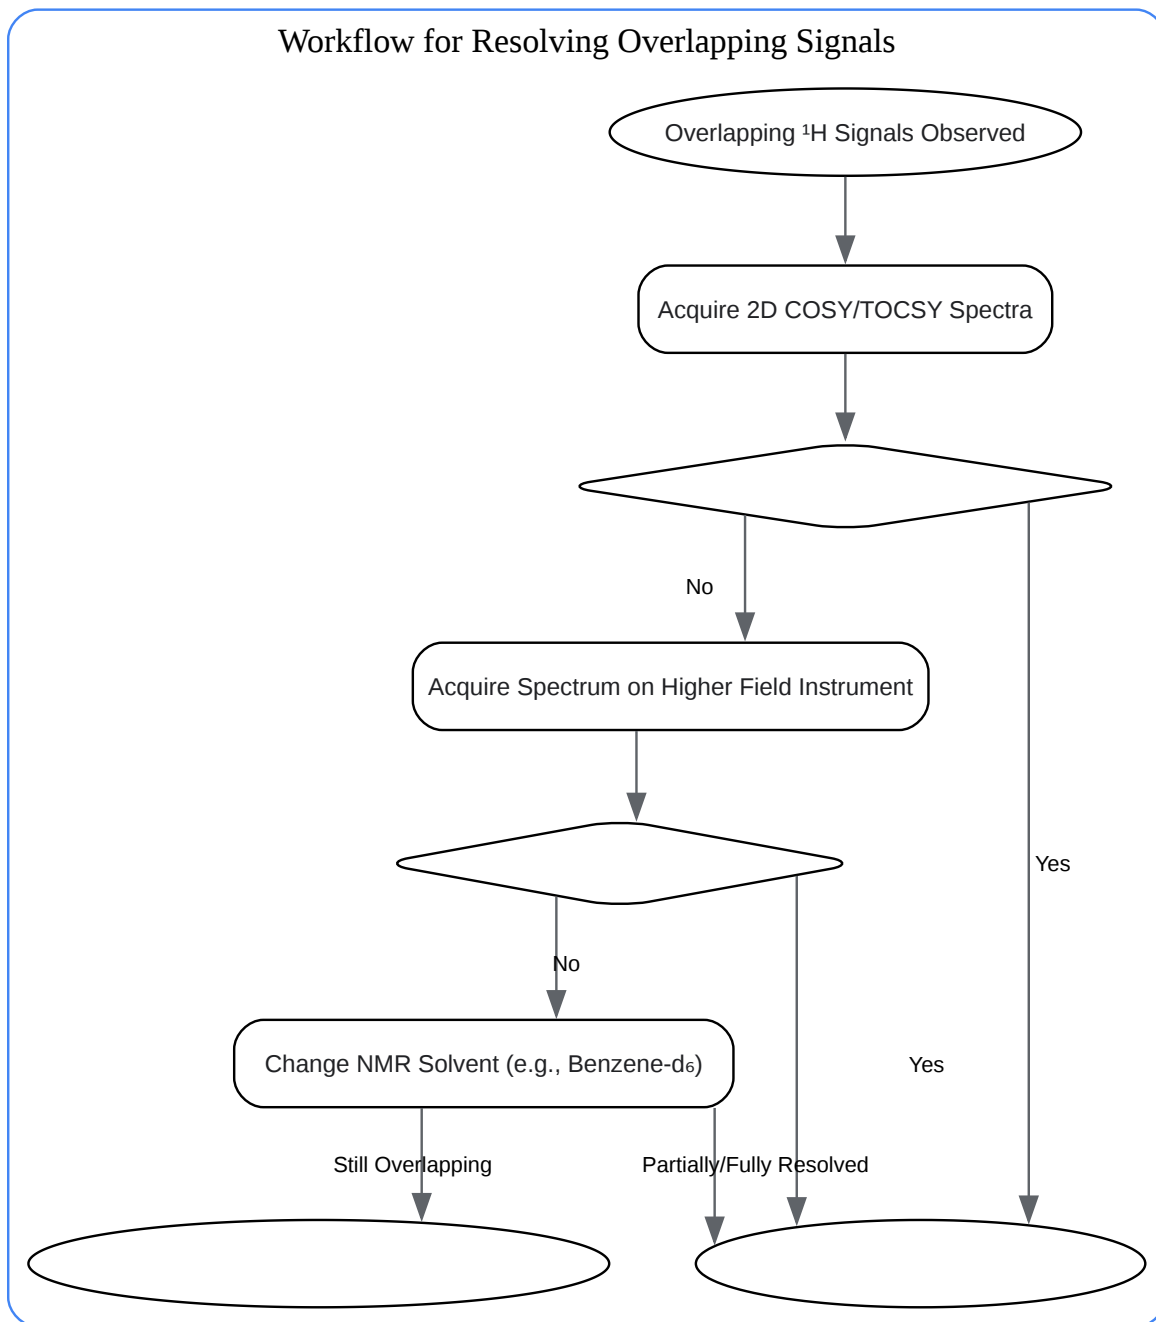 Workflow for Resolving Overlapping Signals
Overlapping ¹H Signals Observed
Acquire 2D COSY/TOCSY Spectra
No
Acquire Spectrum on Higher Field Instrument
Yes
No
Change NMR Solvent (e.g., Benzene-d₆)
Yes
Still Overlapping
Partially/Fully Resolved